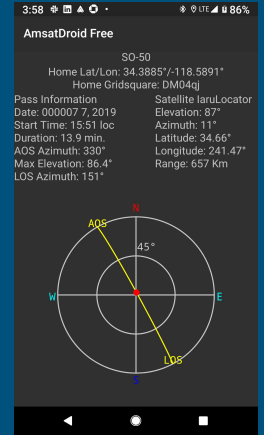 3:58 LTE 86%
AmsatDroid Free
SO-50
Home Lat/Lon: 34.3885°/-118.5891°
Home Gridsquare: DM04qj
Pass Information Satellite IaruLocator
Date: 000007 7, 2019 Elevation: 87°
Start Time: 15:51 loc Azimuth: 11°
Duration: 13.9 min. Latitude: 34.66°
AOS Azimuth: 330° Longitude: 241.47°
Max Elevation: 86.4° Range: 657 Km
LOS Azimuth: 151°
N
AOS
45°
W E
LOS
S